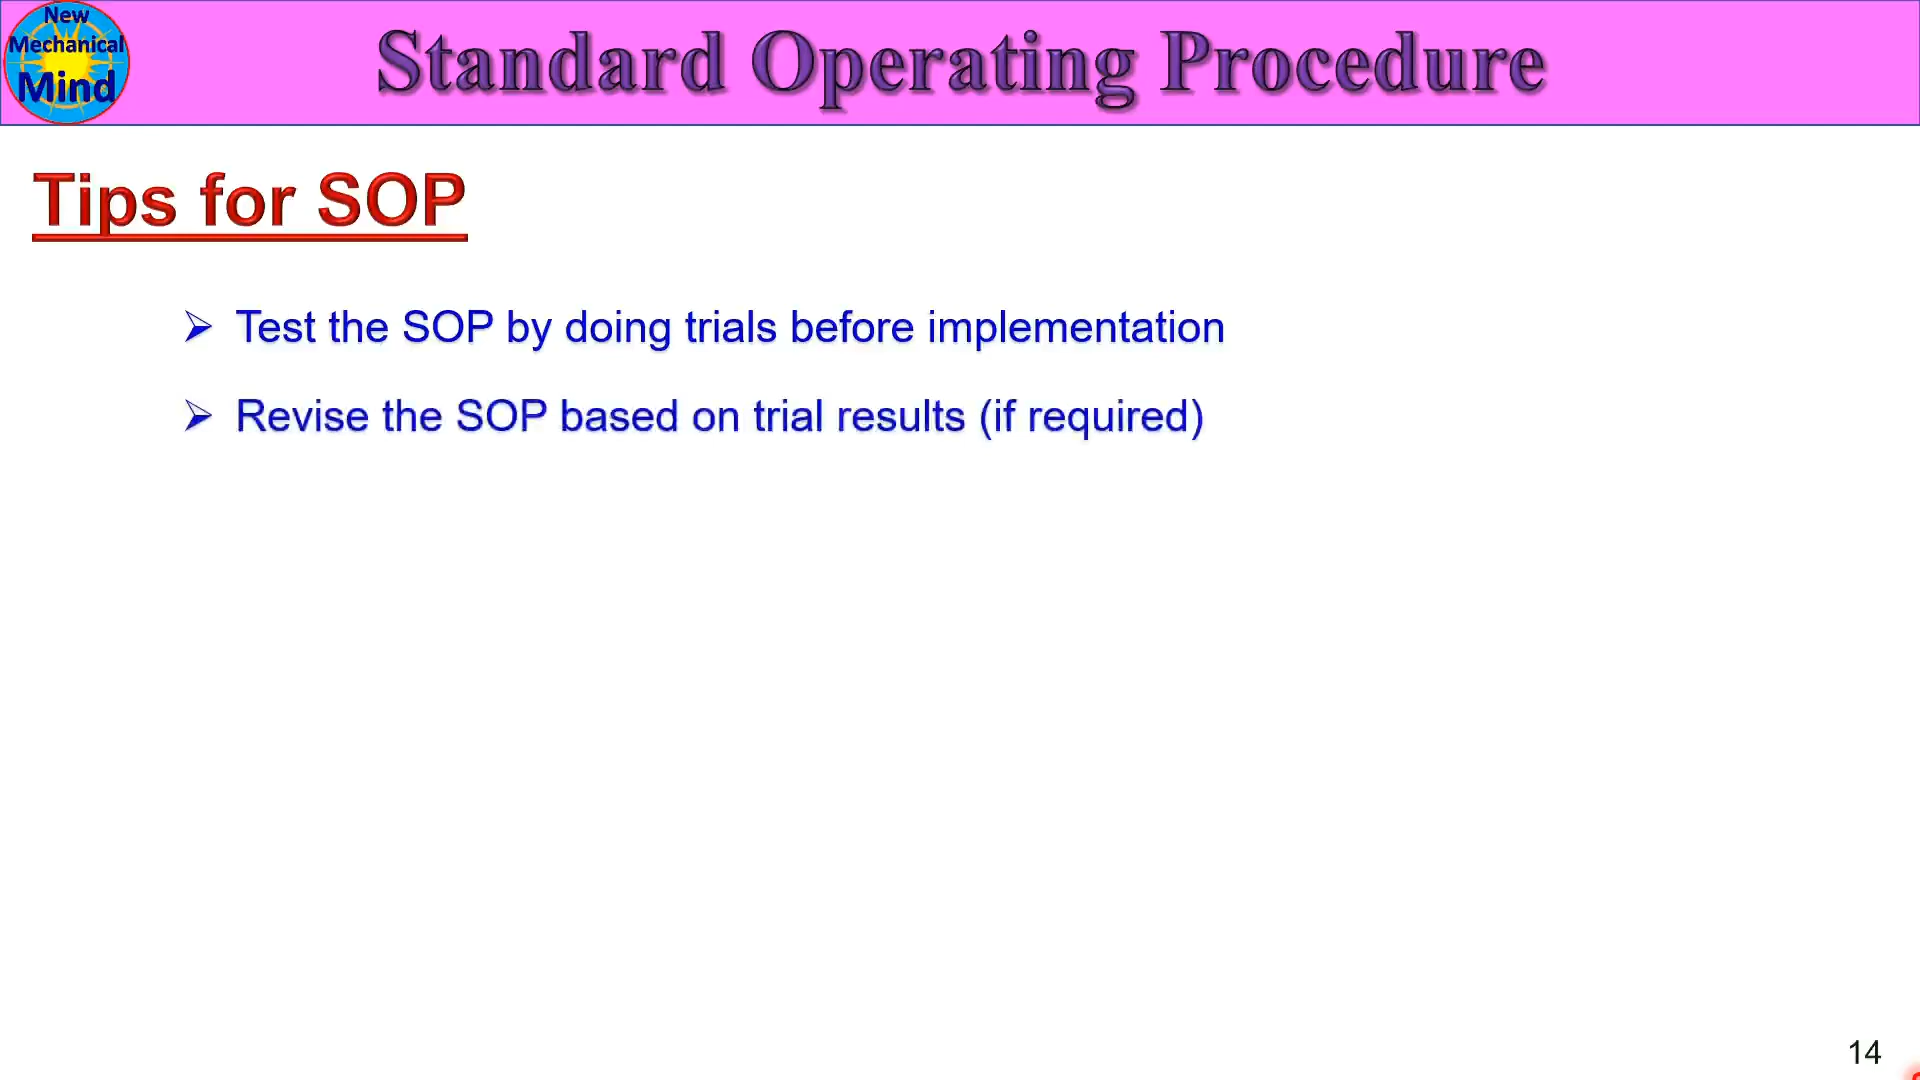 New
Mechanical
Mind
Standard Operating Procedure
Tips for SOP
Test the SOP by doing trials before implementation
Revise the SOP based on trial results (if required)
14